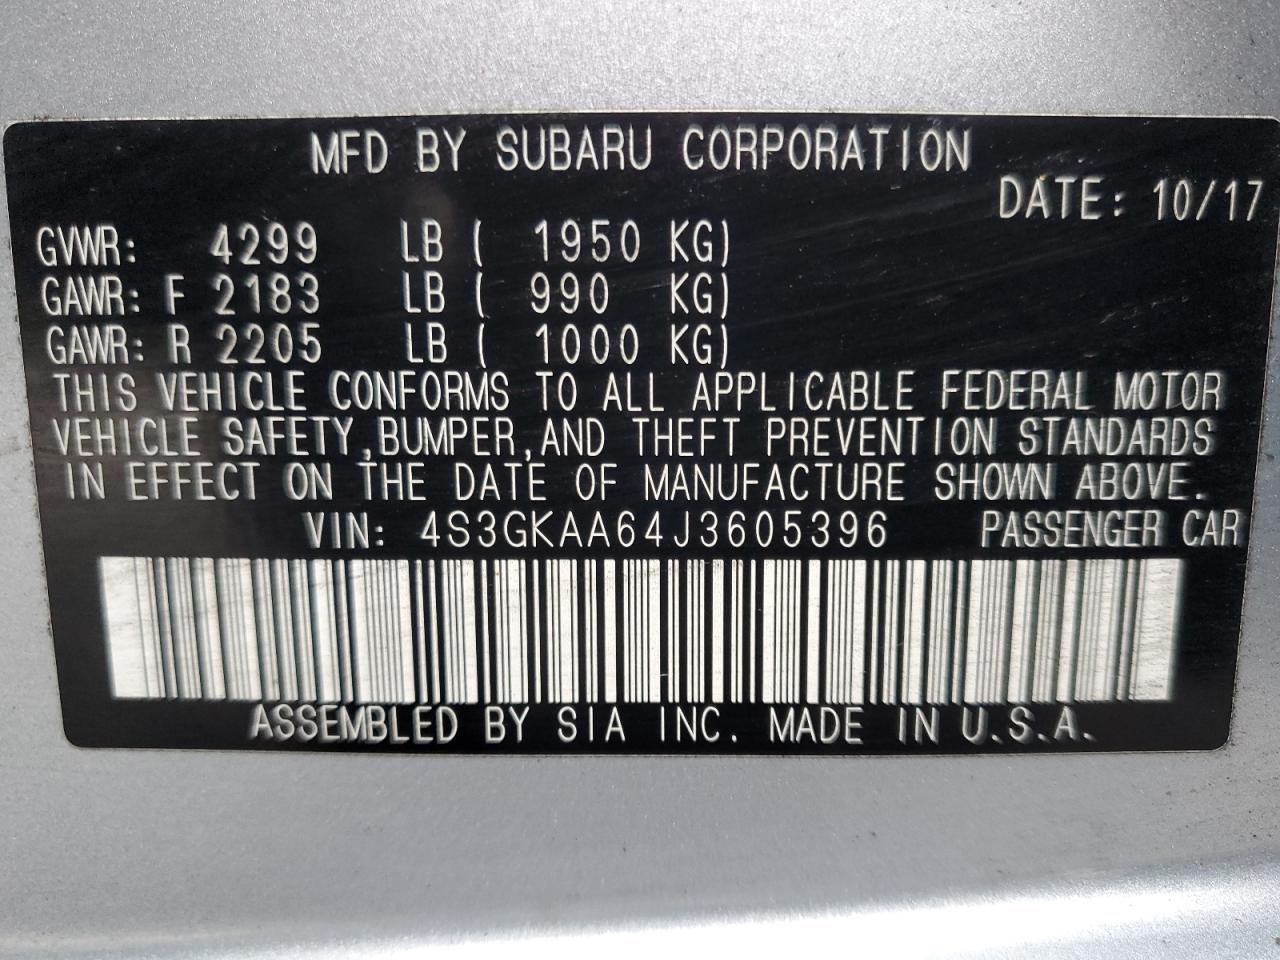 MFD BY SUBARU CORPORATION
DATE: 10/17
GVWR: 4299 LB ( 1950 KG)
GAWR: F 2183 LB ( 990 KG)
GAWR: R 2205 LB ( 1000 KG)
THIS VEHICLE CONFORMS TO ALL APPLICABLE FEDERAL MOTOR
VEHICLE SAFETY,BUMPER,AND THEFT PREVENTION STANDARDS
IN EFFECT ON THE DATE OF MANUFACTURE SHOWN ABOVE.
VIN: 4S3GKAA64J3605396 PASSENGER CAR
ASSEMBLED BY SIA INC. MADE IN U.S.A.